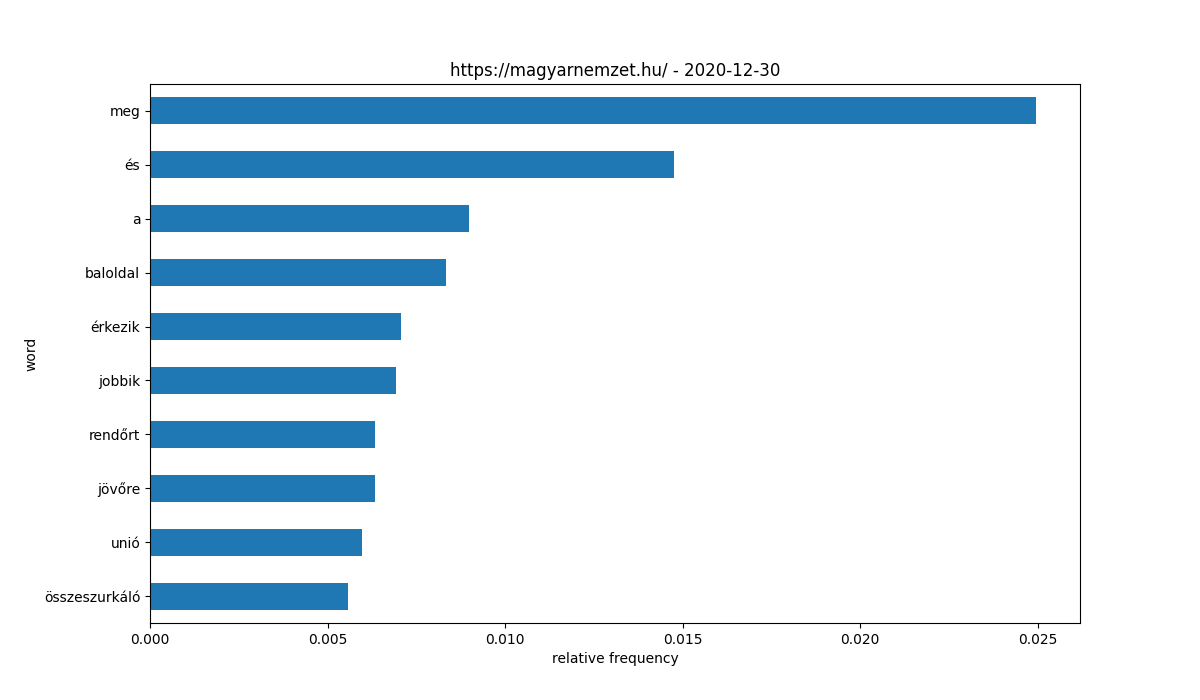 https://magyarnemzet.hu/ - 2020-12-30
meg
és
a
baloldal
érkezik
jobbik
rendőrt
jövőre
unió
összeszurkáló
word
0.000 0.005 0.010 0.015 0.020 0.025
relative frequency